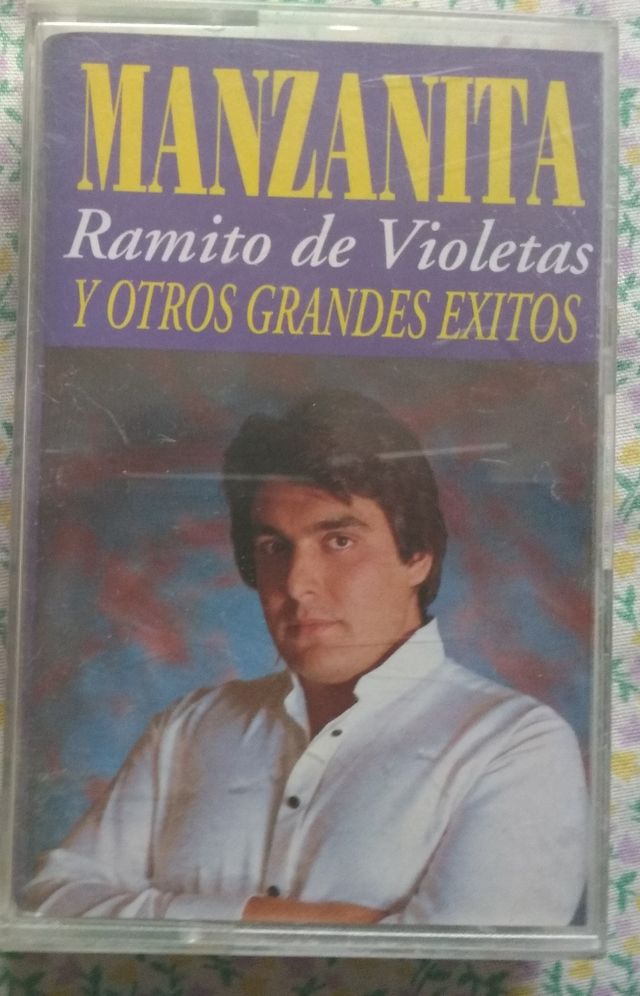 MANZANITA
Ramito de Violetas
Y OTROS GRANDES EXITOS